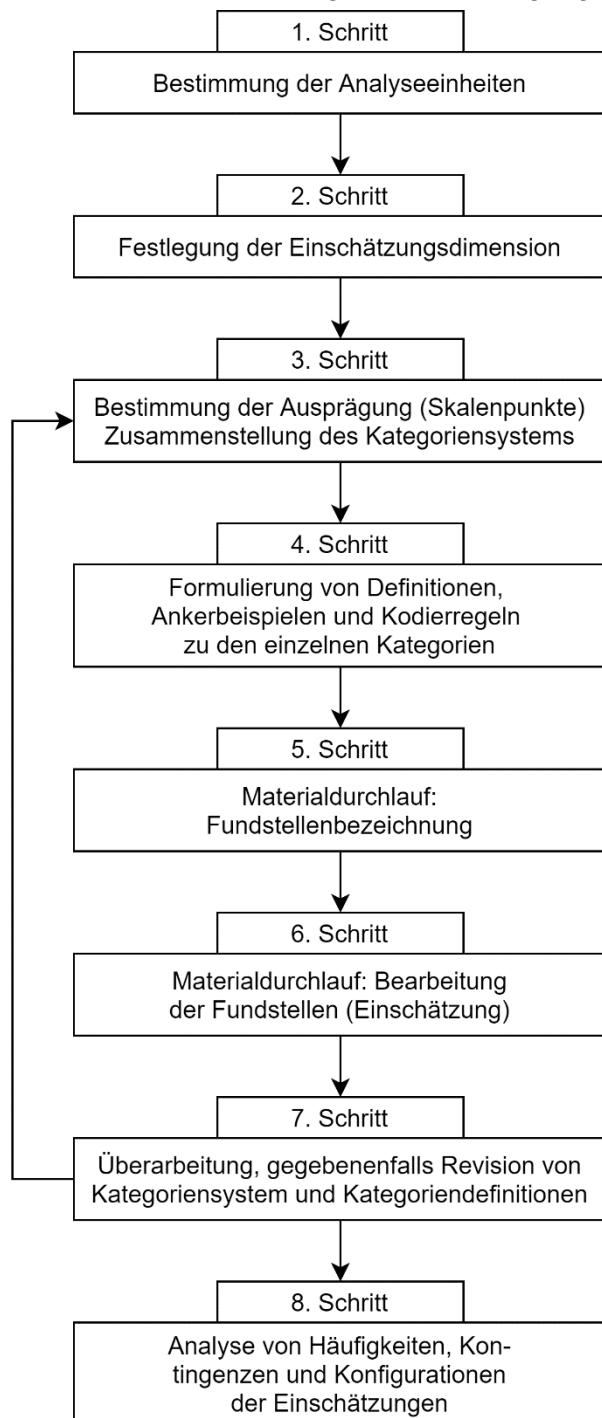 1. Schritt
Bestimmung der Analyseeinheiten
2. Schritt
Festlegung der Einschätzungsdimension
3. Schritt
Bestimmung der Ausprägung (Skalenpunkte)
Zusammenstellung des Kategoriensystems
4. Schritt
Formulierung von Definitionen,
Ankerbeispielen und Kodierregeln
zu den einzelnen Kategorien
5. Schritt
Materialdurchlauf:
Fundstellenbezeichnung
6. Schritt
Materialdurchlauf: Bearbeitung
der Fundstellen (Einschätzung)
7. Schritt
Überarbeitung, gegebenenfalls Revision von
Kategoriensystem und Kategoriendefinitionen
8. Schritt
Analyse von Häufigkeiten, Kon-
tingenzen und Konfigurationen
der Einschätzungen